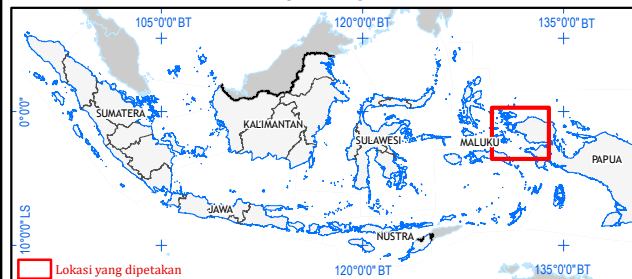 105°0'0" BT
120°0'0" BT
135°0'0" BT
0°0'0"
SUMATERA
KALIMANTAN
SULAWESI
MALUKU
PAPUA
JAWA
NUSTRA
10°0'0" LS
Lokasi yang dipetakan
120°0'0" BT
135°0'0" BT